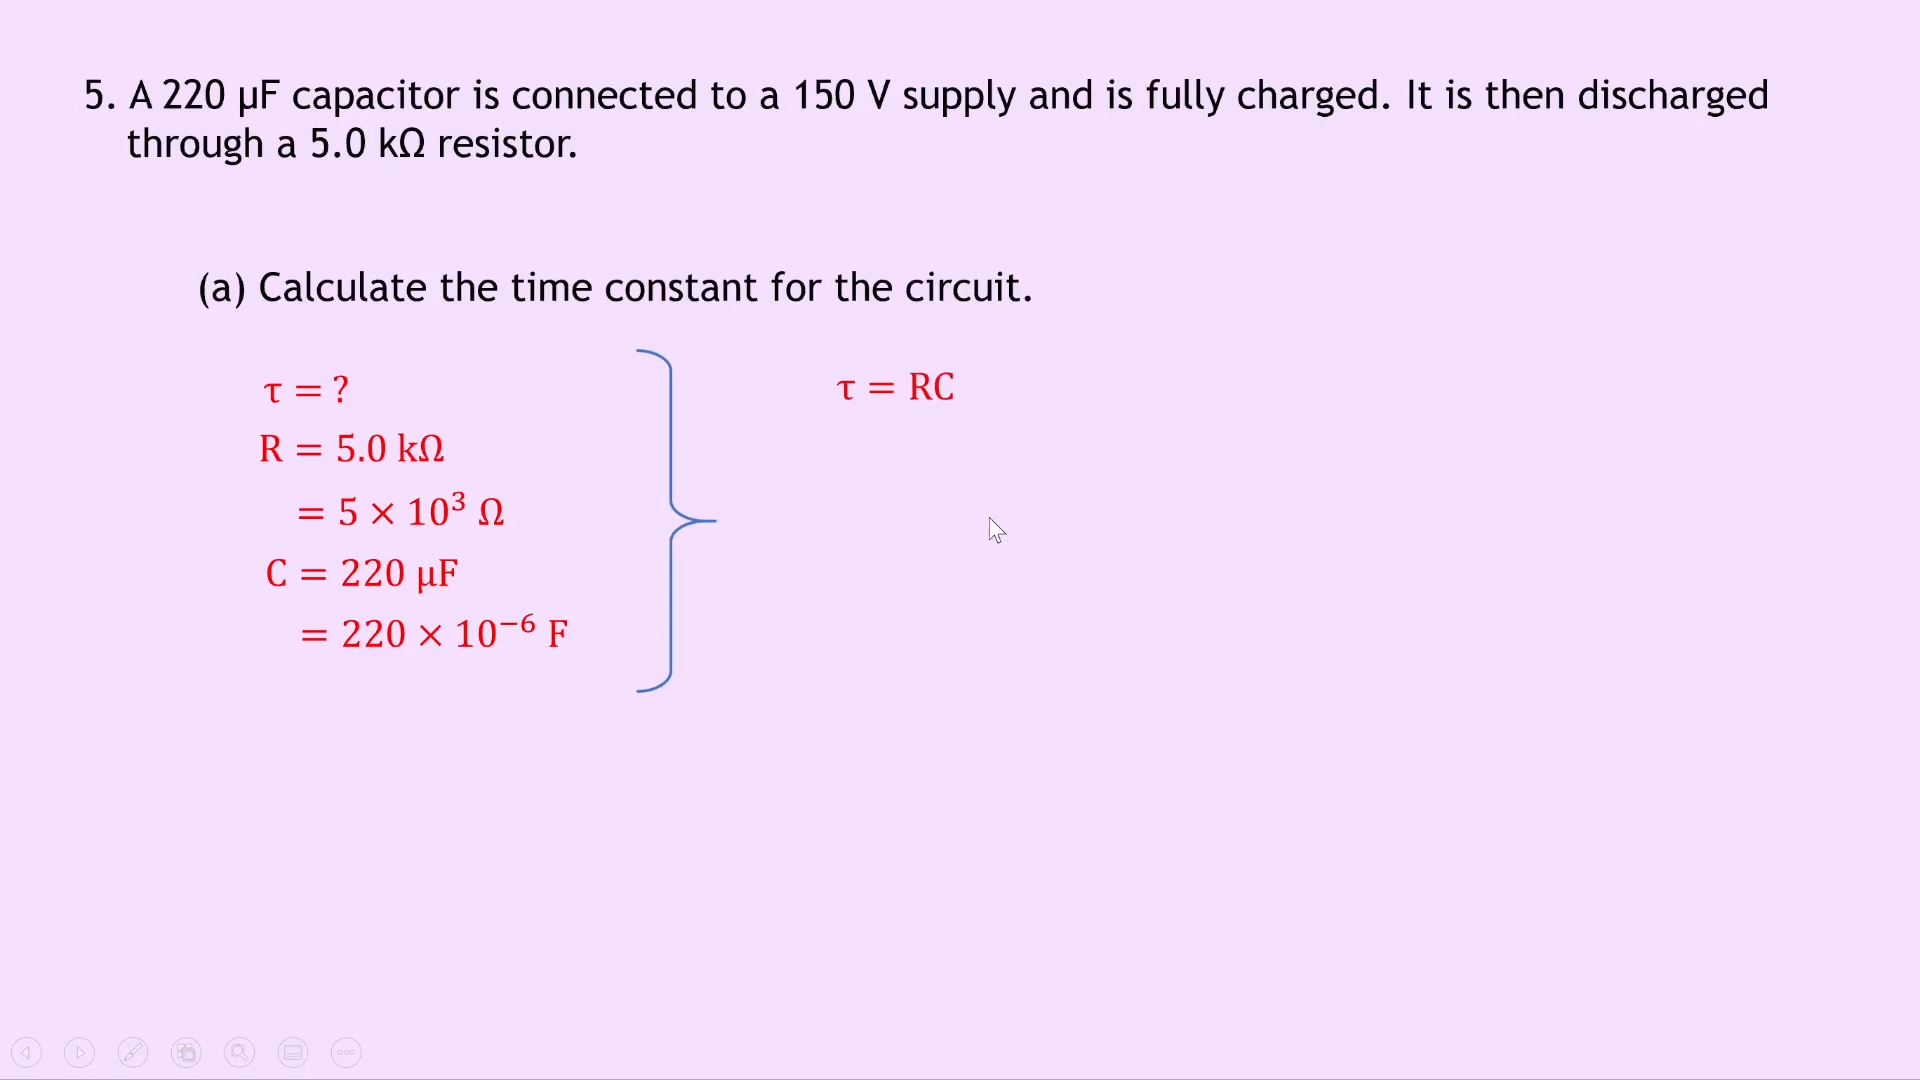 5. A 220 µF capacitor is connected to a 150 V supply and is fully charged. It is then discharged
through a 5.0 kΩ resistor.
(a) Calculate the time constant for the circuit.
τ = ?
R = 5.0 kΩ
= 5 × 10³ Ω
C = 220 µF
= 220 × 10⁻⁶ F
τ = RC